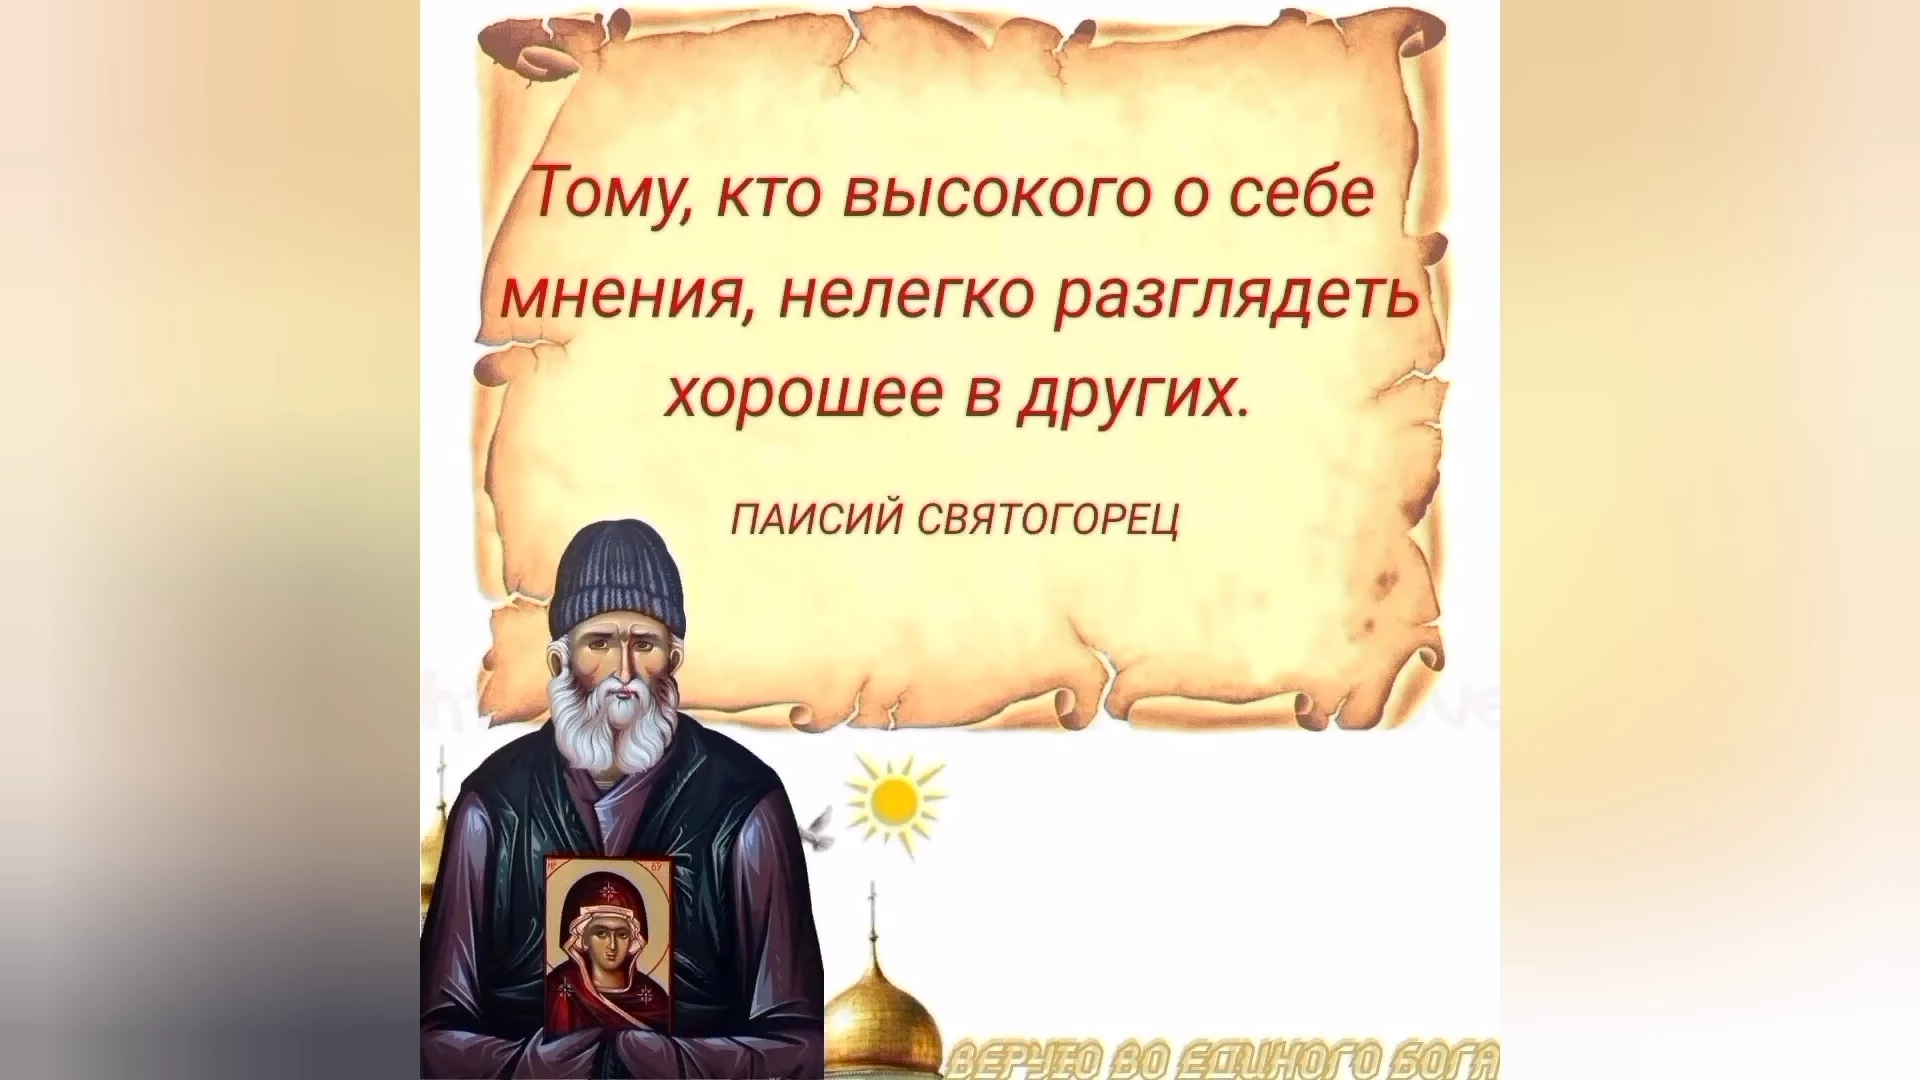 Тому, кто высокого о себе
мнения, нелегко разглядеть
хорошее в других.
ПАИСИЙ СВЯТОГОРЕЦ
ВЕРУЮ ВО ЕДИНОГО БОГА